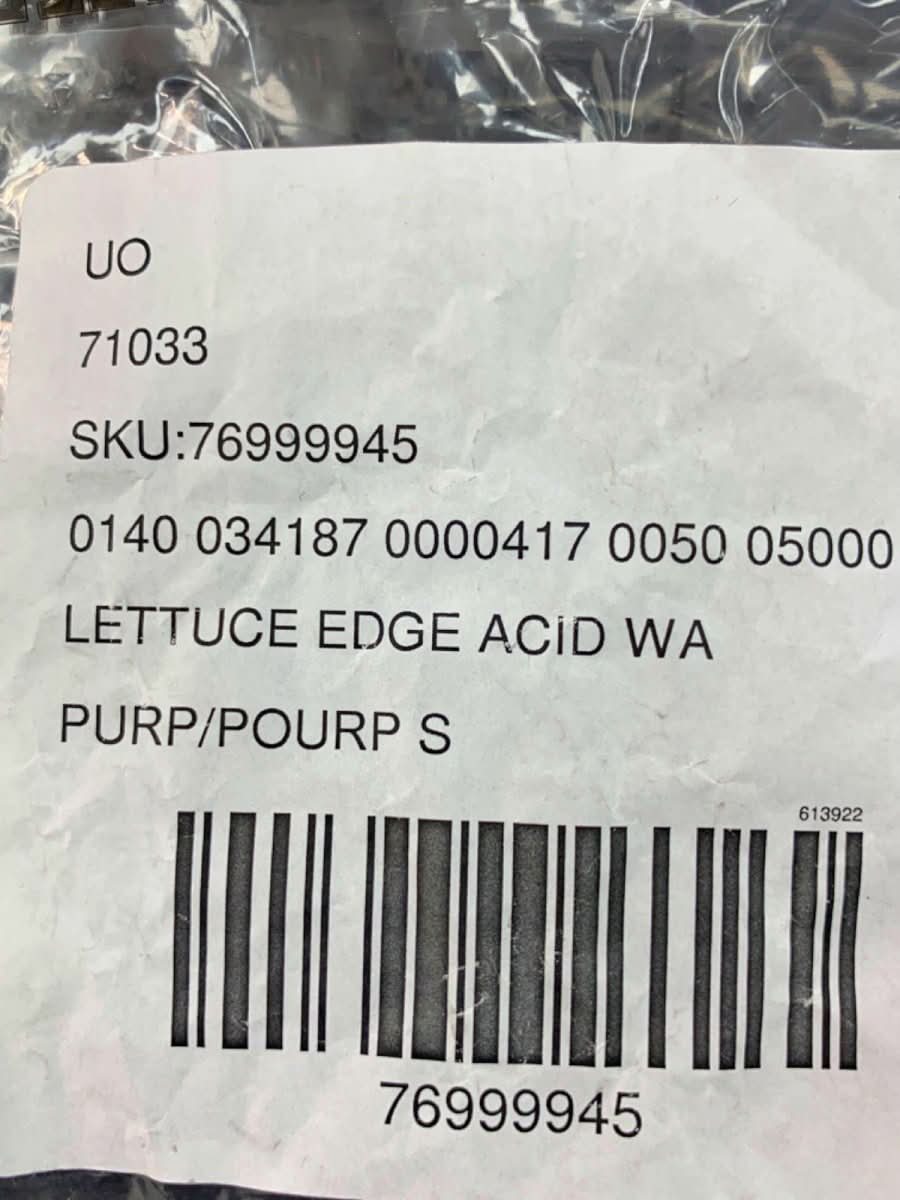 UO
71033
SKU:76999945
0140 034187 0000417 0050 05000
LETTUCE EDGE ACID WA
PURP/POURP S
613922
76999945